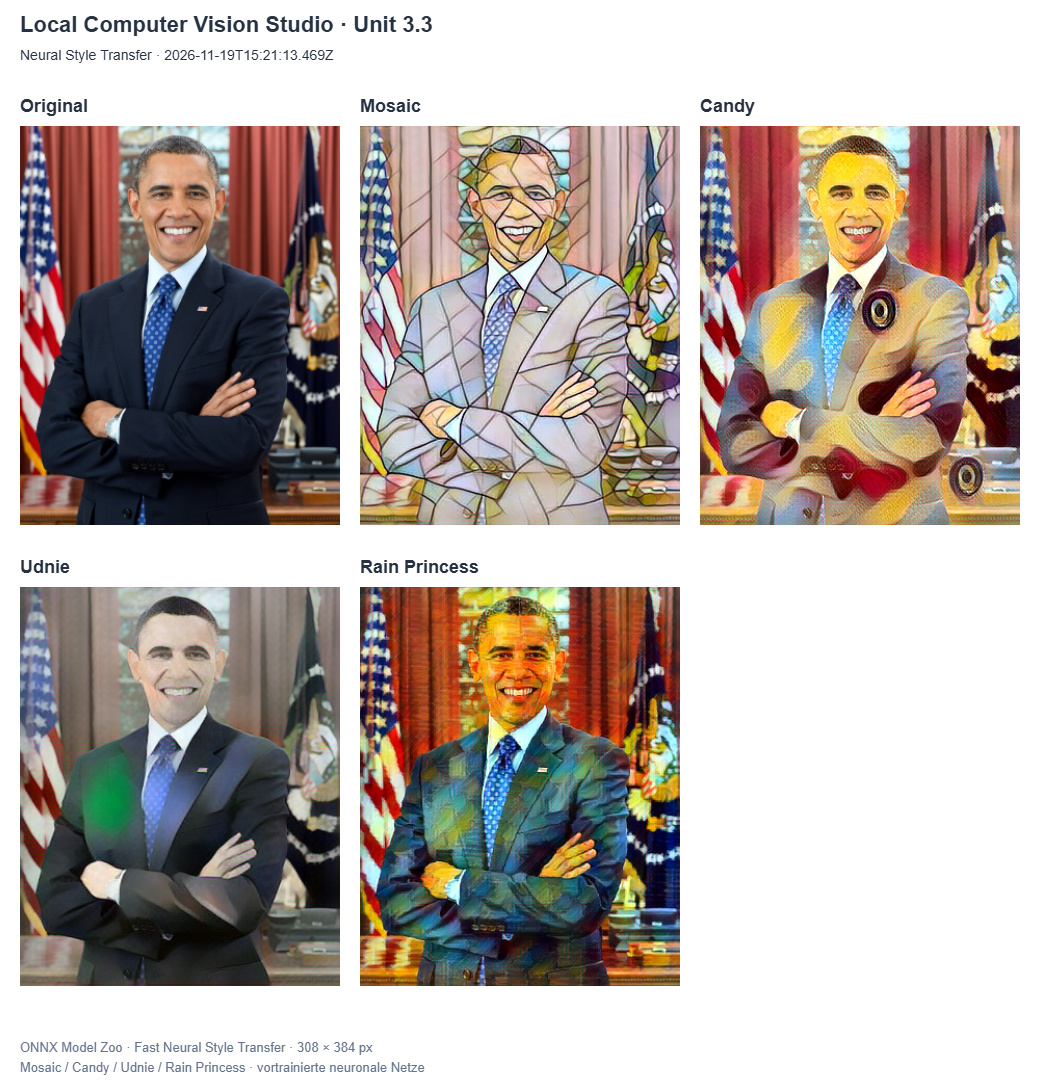 Local Computer Vision Studio · Unit 3.3
Neural Style Transfer · 2026-11-19T15:21:13.469Z
Original
Mosaic
Candy
Udnie
Rain Princess
ONNX Model Zoo · Fast Neural Style Transfer · 308 × 384 px
Mosaic / Candy / Udnie / Rain Princess · vortrainierte neuronale Netze